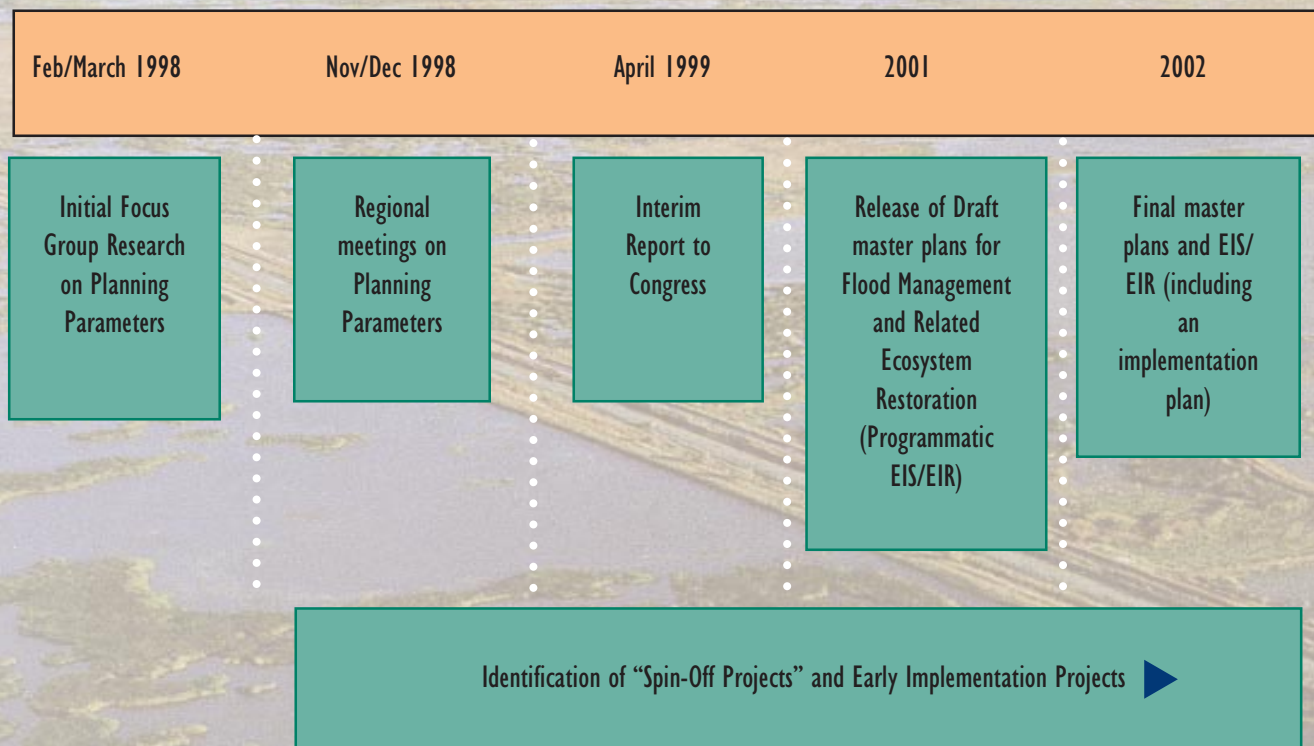 Feb/March 1998
Nov/Dec 1998
April 1999
2001
2002
Initial Focus
Group Research
on Planning
Parameters
Regional
meetings on
Planning
Parameters
Interim
Report to
Congress
Release of Draft
master plans for
Flood Management
and Related
Ecosystem
Restoration
(Programmatic
EIS/EIR)
Final master
plans and EIS/
EIR (including
an
implementation
plan)
Identification of “Spin-Off Projects” and Early Implementation Projects